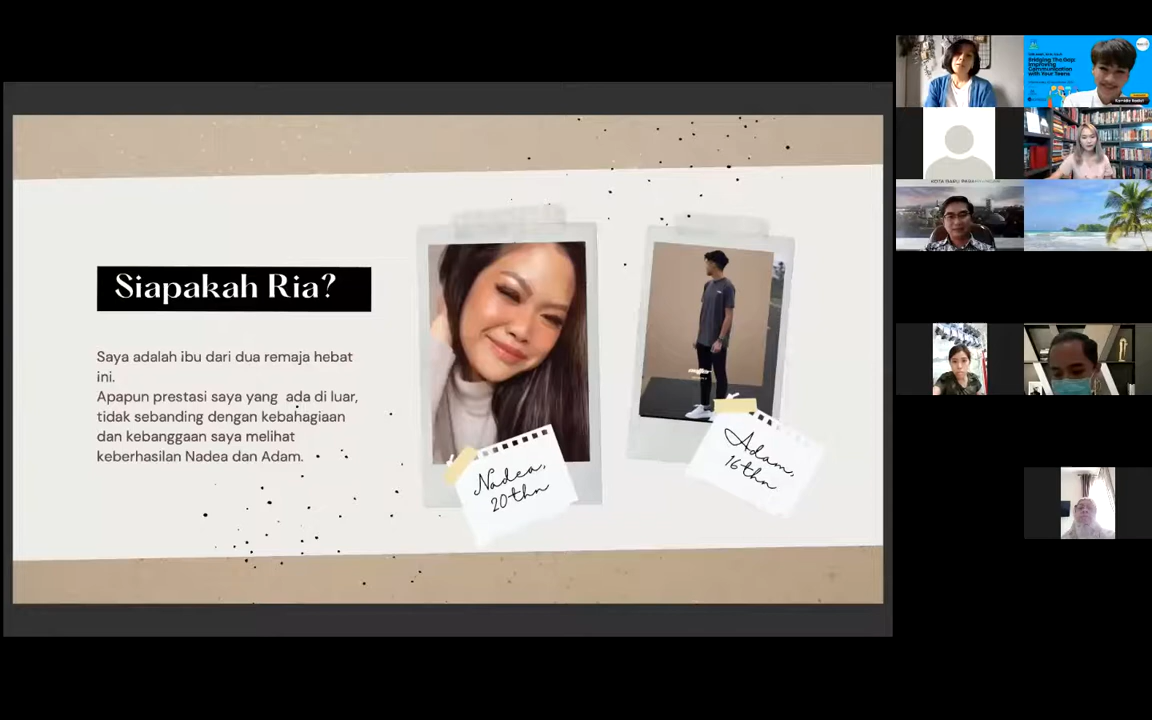 Siapakah Ria?
Saya adalah ibu dari dua remaja hebat
ini.
Apapun prestasi saya yang ada di luar,
tidak sebanding dengan kebahagiaan
dan kebanggaan saya melihat
keberhasilan Nadea dan Adam.
Nadea,
20thn
Adam,
16thn
Bridging The Gap:
Improving
Communication
with Your Teens